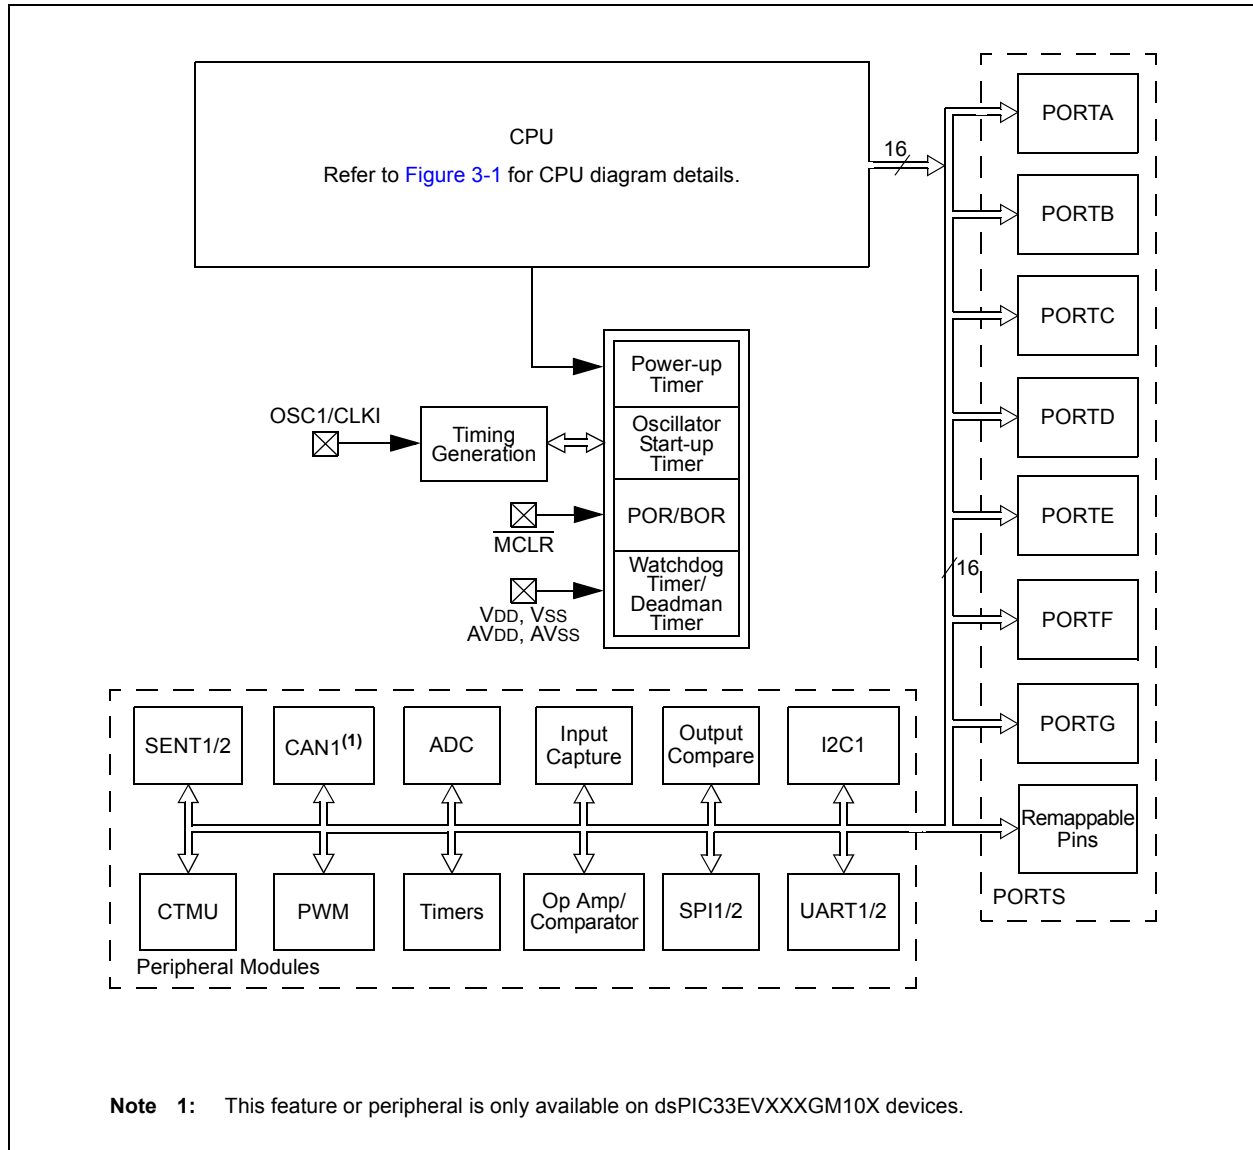 CPU
Refer to Figure 3-1 for CPU diagram details.
16
PORTA
PORTB
PORTC
PORTD
PORTE
16
PORTF
PORTG
Remappable
Pins
PORTS
Power-up
Timer
OSC1/CLKI
Timing
Generation
Oscillator
Start-up
Timer
MCLR
POR/BOR
VDD, VSS
AVDD, AVSS
Watchdog
Timer/
Deadman
Timer
SENT1/2
CAN1(1)
ADC
Input
Capture
Output
Compare
I2C1
CTMU
PWM
Timers
Op Amp/
Comparator
SPI1/2
UART1/2
Peripheral Modules
Note 1: This feature or peripheral is only available on dsPIC33EVXXXGM10X devices.